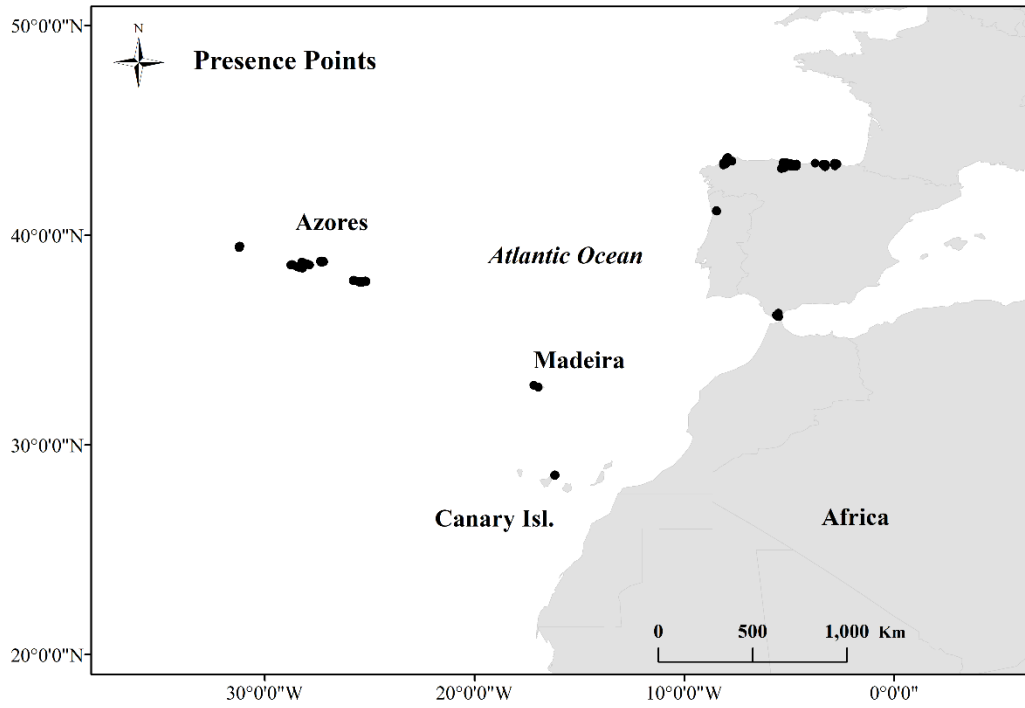 50°0'0"N
N
Presence Points
Azores
40°0'0"N
Atlantic Ocean
Madeira
30°0'0"N
Canary Isl.
Africa
0 500 1,000 Km
20°0'0"N
30°0'0"W 20°0'0"W 10°0'0"W 0°0'0"